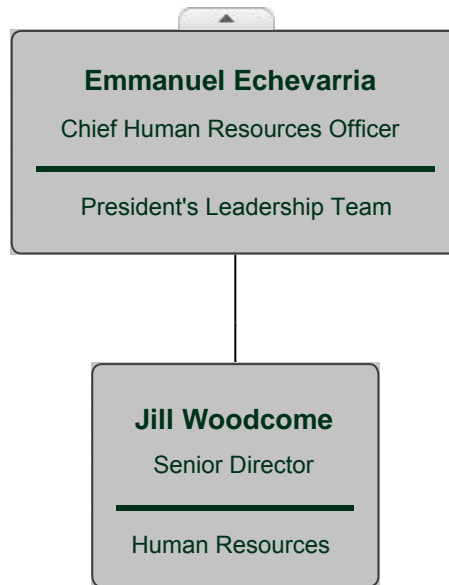 Emmanuel Echevarria
Chief Human Resources Officer
President's Leadership Team
Jill Woodcome
Senior Director
Human Resources